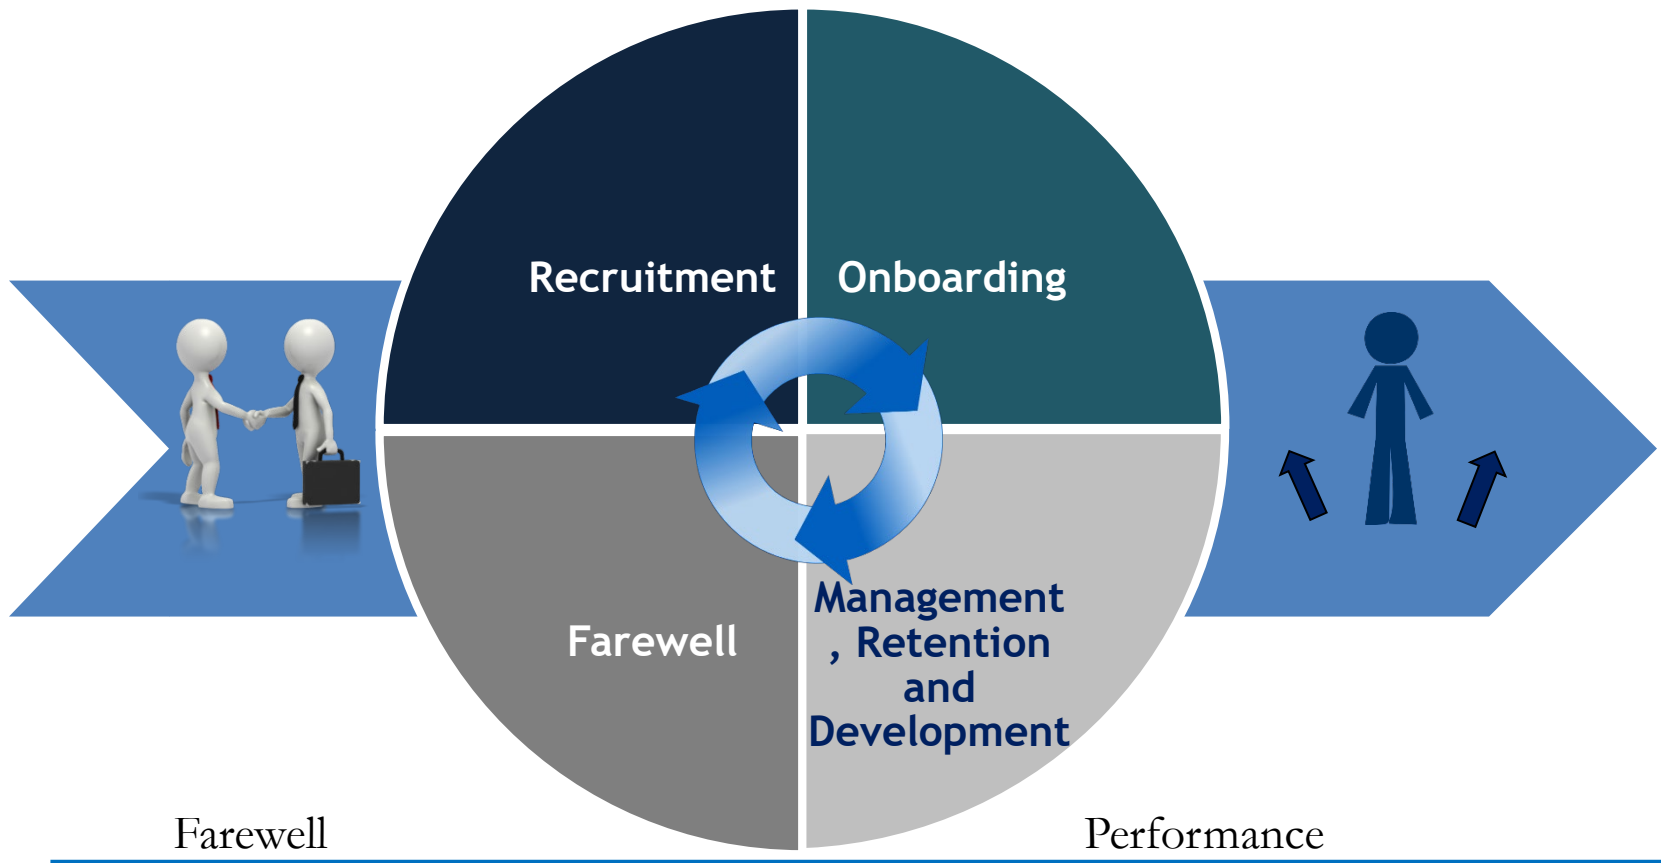 Recruitment
Onboarding
Farewell
Management
, Retention
and
Development
Farewell
Performance